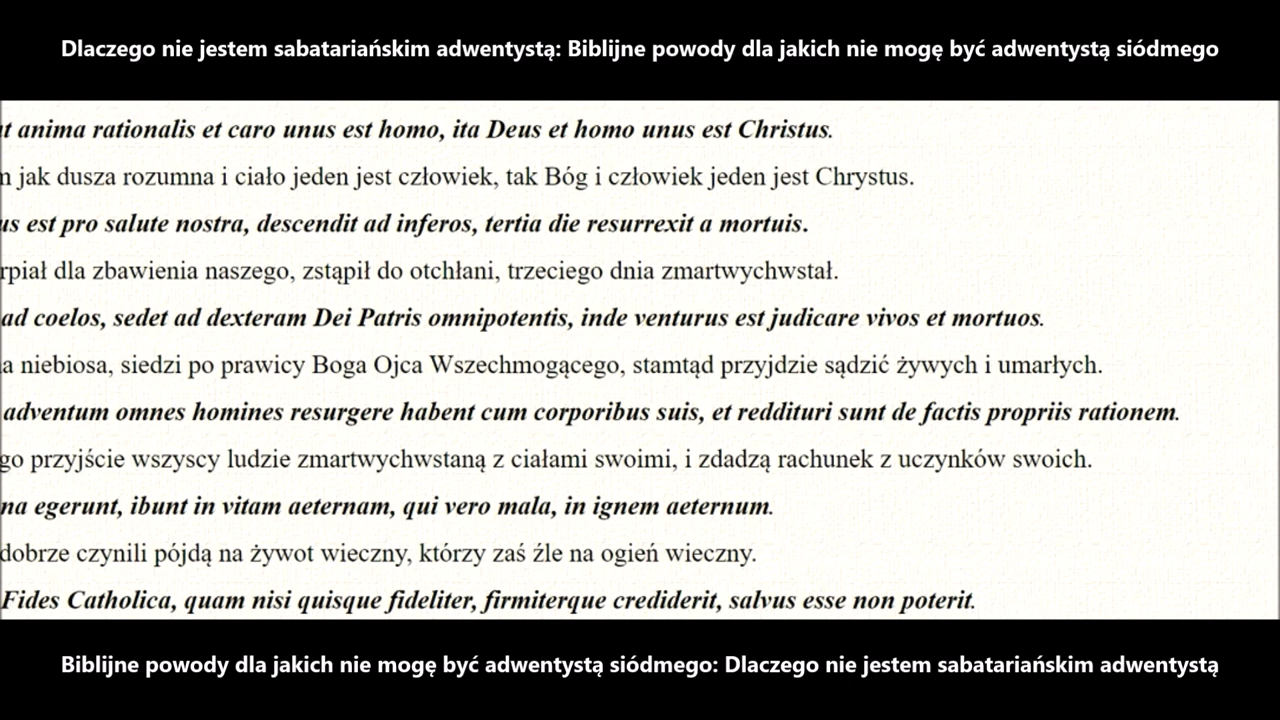 Dlaczego nie jestem sabatariańskim adwentystą: Biblijne powody dla jakich nie mogę być adwentystą siódmego
anima rationalis et caro unus est homo, ita Deus et homo unus est Christus.
jak dusza rozumna i ciało jeden jest człowiek, tak Bóg i człowiek jeden jest Chrystus.
est pro salute nostra, descendit ad inferos, tertia die resurrexit a mortuis.
dla zbawienia naszego, zstąpił do otchłani, trzeciego dnia zmartwychwstał.
ad coelos, sedet ad dexteram Dei Patris omnipotentis, inde venturus est judicare vivos et mortuos.
niebiosa, siedzi po prawicy Boga Ojca Wszechmogącego, stamtąd przyjdzie sądzić żywych i umarłych.
adventum omnes homines resurgere habent cum corporibus suis, et reddituri sunt de factis propriis rationem.
przyjście wszyscy ludzie zmartwychwstaną z ciałami swoimi, i zdadzą rachunek z uczynków swoich.
egerunt, ibunt in vitam aeternam, qui vero mala, in ignem aeternum.
dobrze czynili pójdą na żywot wieczny, którzy zaś źle na ogień wieczny.
Fides Catholica, quam nisi quisque fideliter, firmiterque crediderit, salvus esse non poterit.
Biblijne powody dla jakich nie mogę być adwentystą siódmego: Dlaczego nie jestem sabatariańskim adwentystą